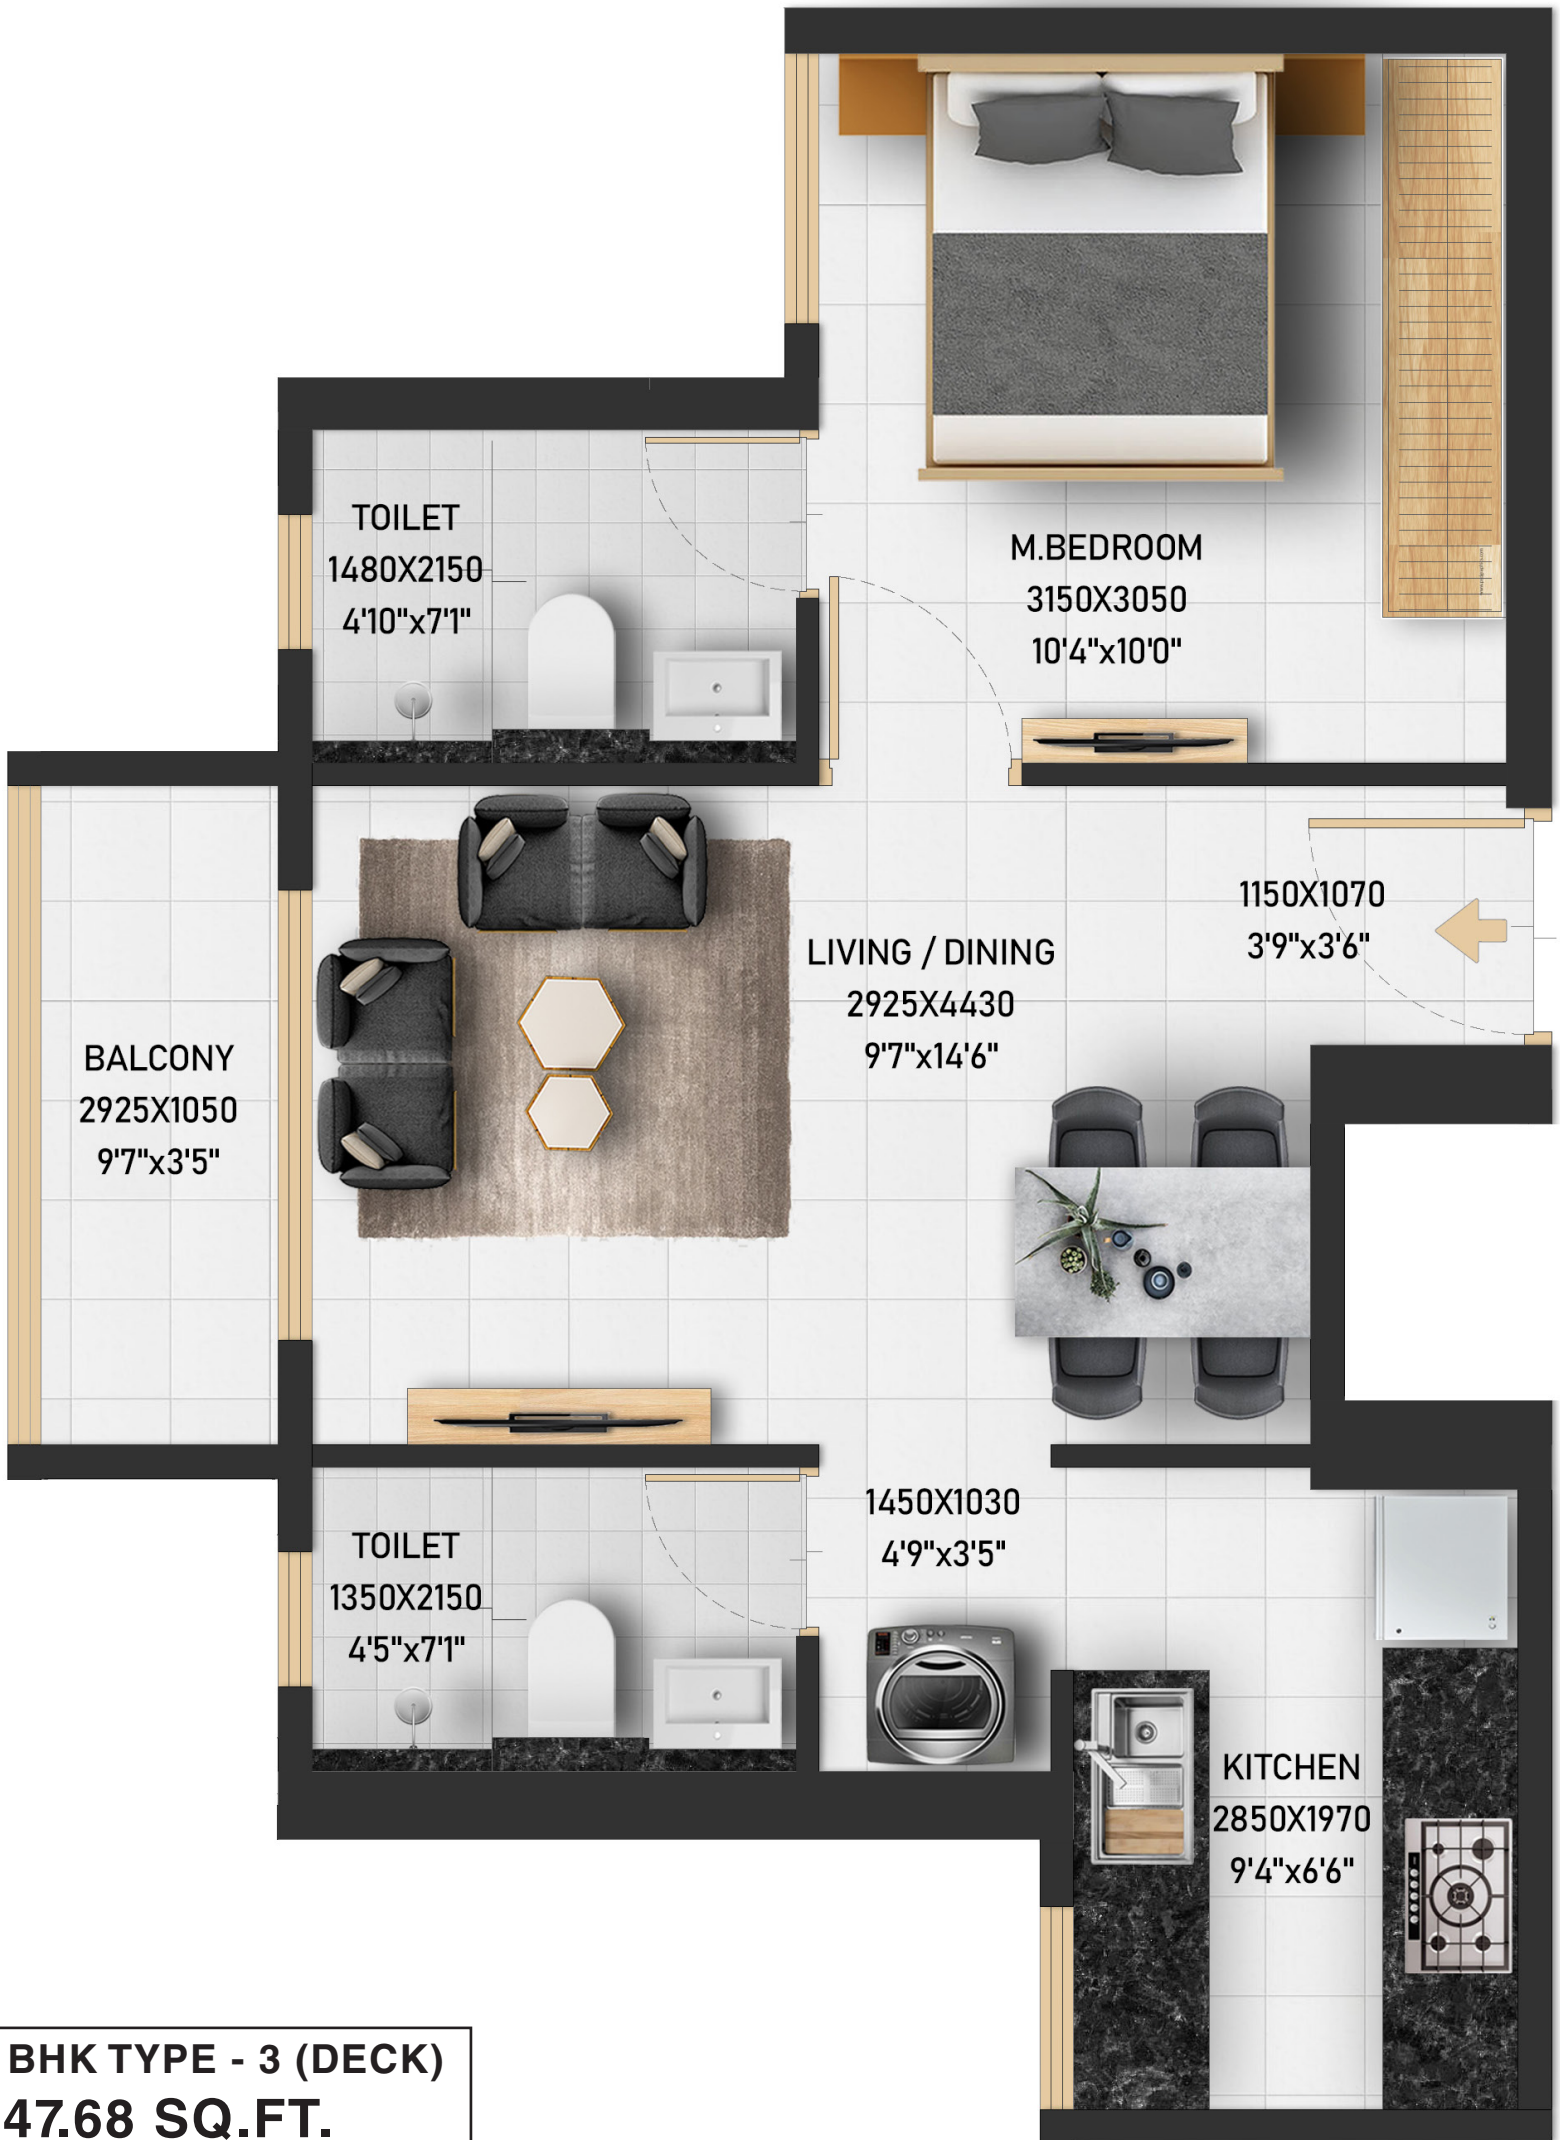 TOILET
1480X2150
4'10"x7'1"
M.BEDROOM
3150X3050
10'4"x10'0"
1150X1070
3'9"x3'6"
LIVING / DINING
2925X4430
9'7"x14'6"
BALCONY
2925X1050
9'7"x3'5"
1450X1030
4'9"x3'5"
TOILET
1350X2150
4'5"x7'1"
KITCHEN
2850X1970
9'4"x6'6"
BHK TYPE - 3 (DECK)
47.68 SQ.FT.